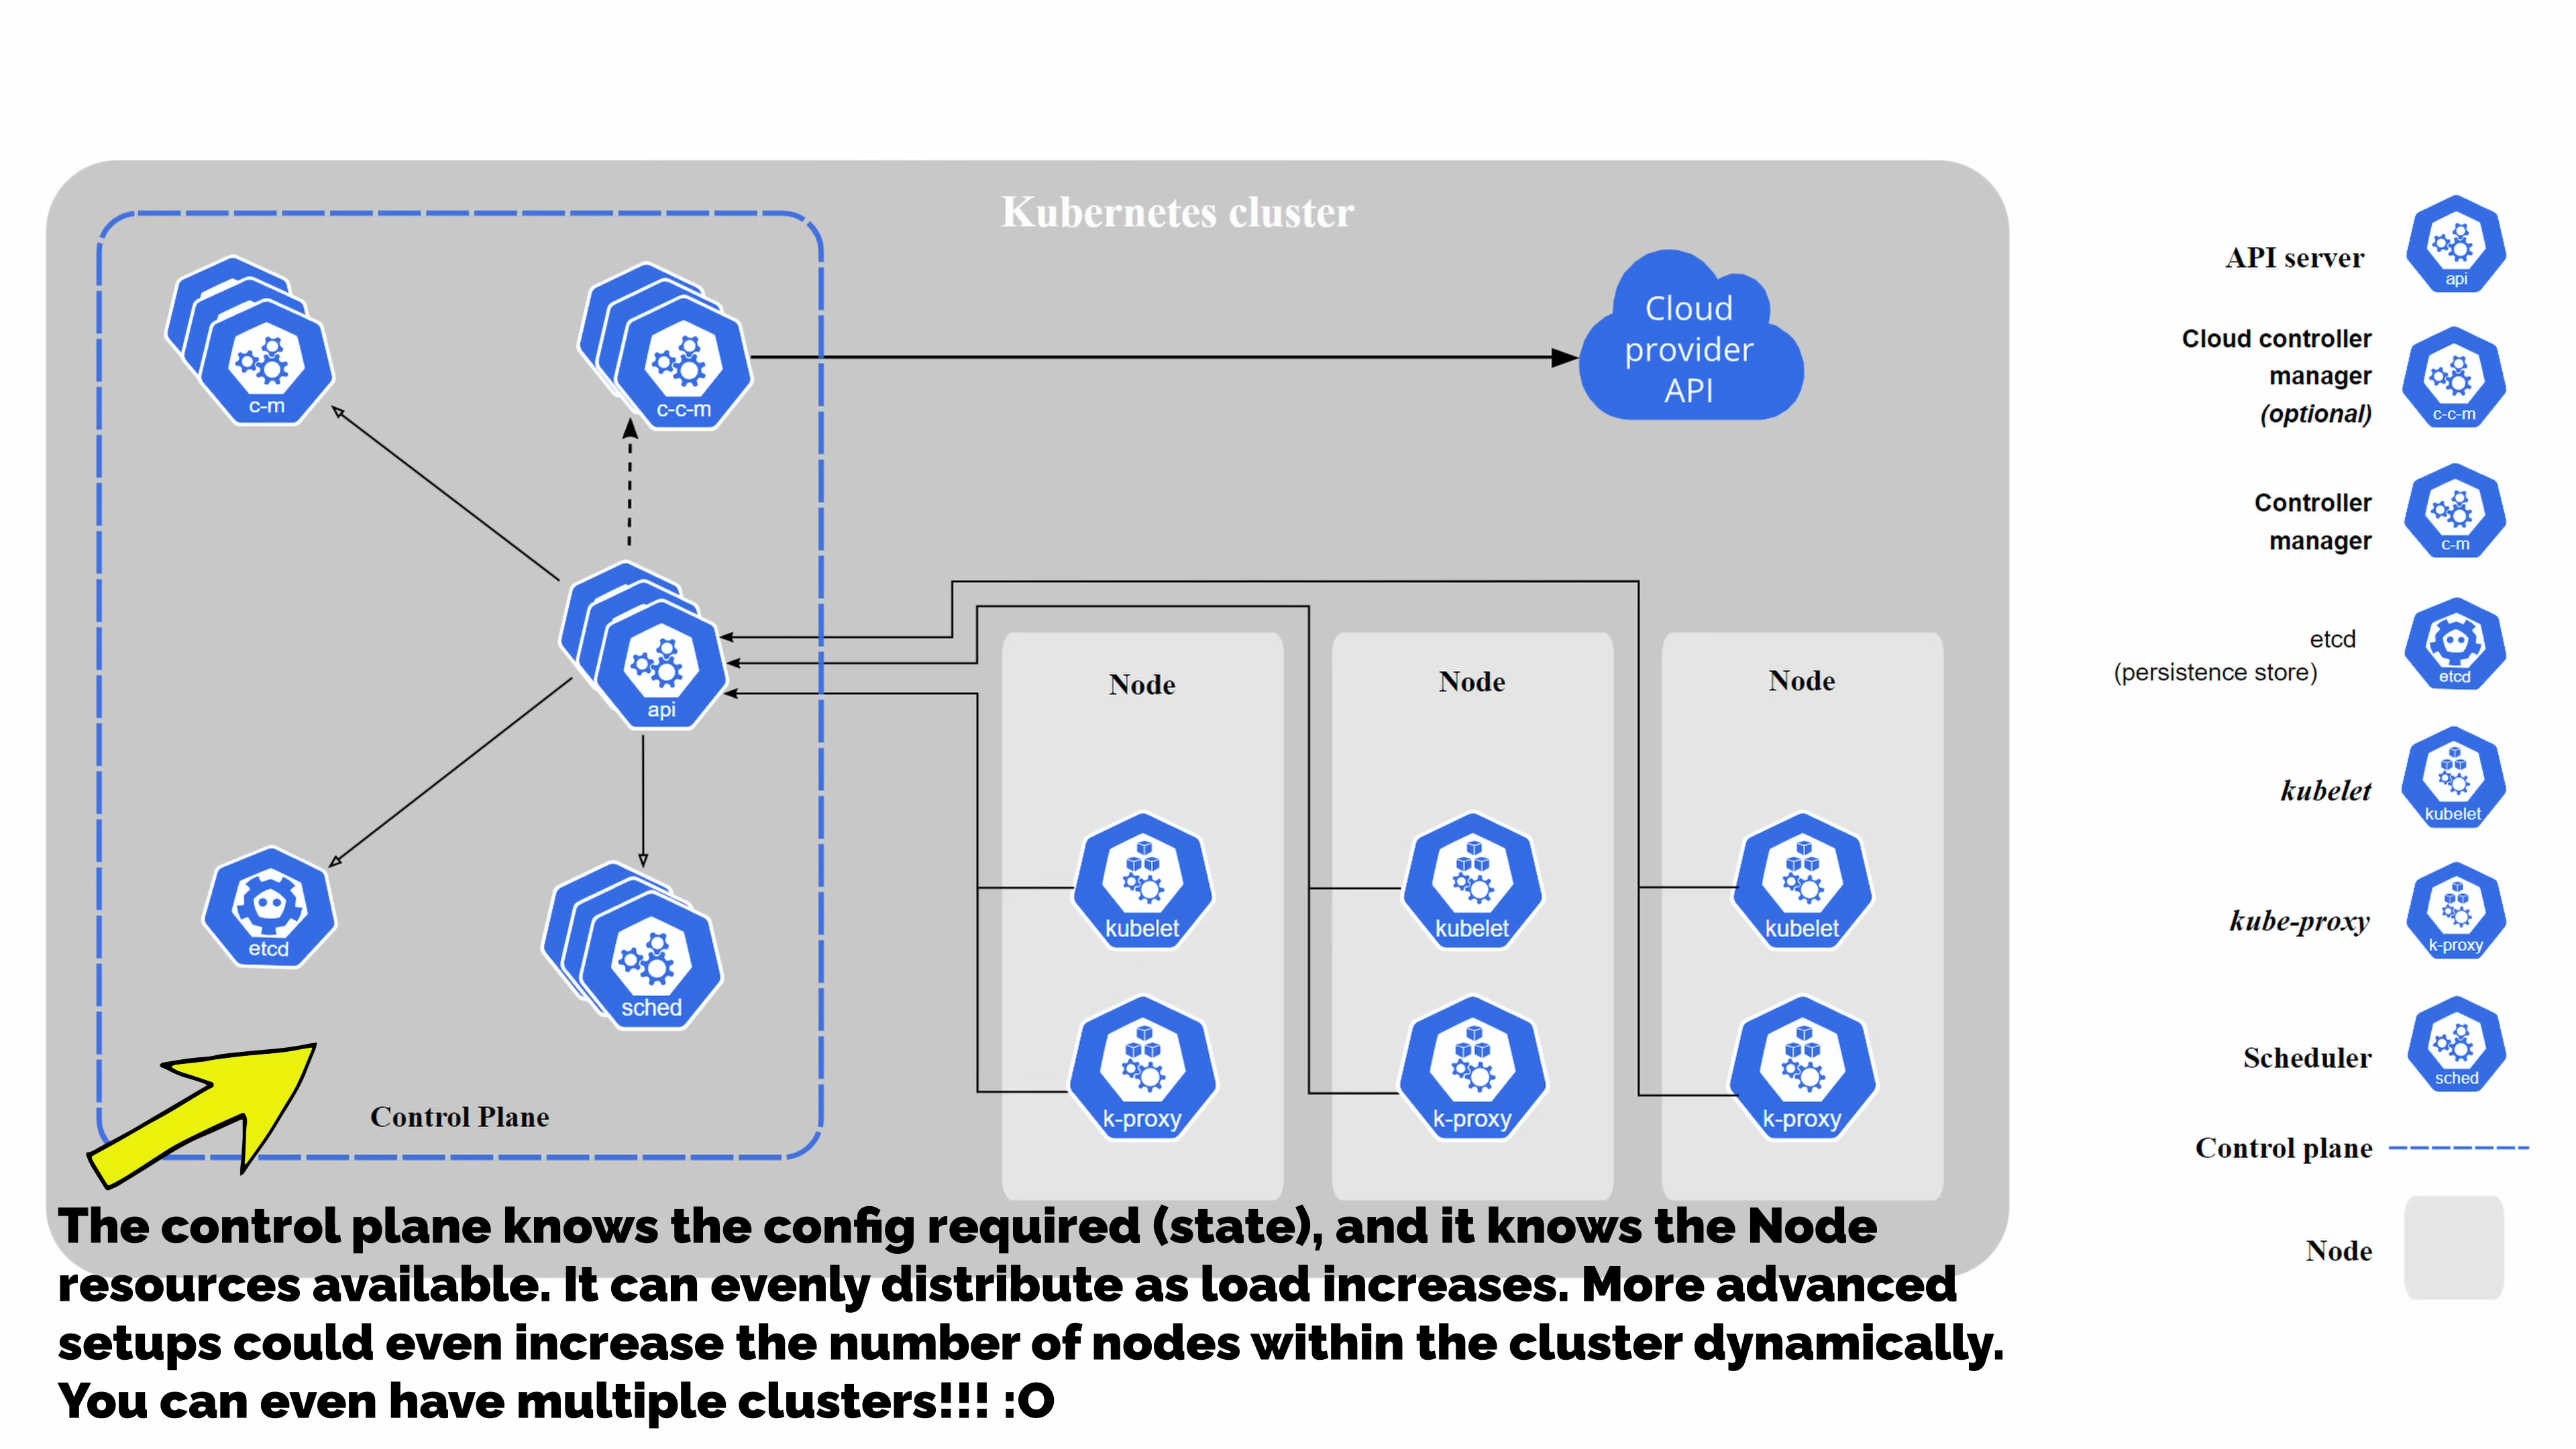 Kubernetes cluster
c-m
c-c-m
Cloud
provider
API
api
etcd
sched
Control Plane
Node
Node
Node
kubelet
kubelet
kubelet
k-proxy
k-proxy
k-proxy
API server
api
Cloud controller
manager
(optional)
c-c-m
Controller
manager
c-m
etcd
(persistence store)
etcd
kubelet
kubelet
kube-proxy
k-proxy
Scheduler
sched
Control plane
Node
The control plane knows the config required (state), and it knows the Node
resources available. It can evenly distribute as load increases. More advanced
setups could even increase the number of nodes within the cluster dynamically.
You can even have multiple clusters!!! :O